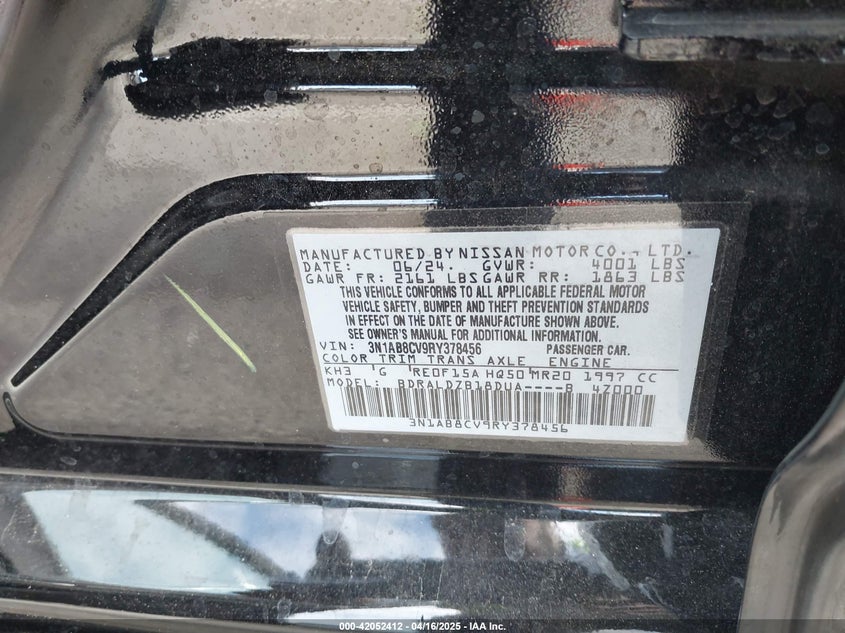 MANUFACTURED BY NISSAN MOTOR CO., LTD.
DATE: 06/24. GVWR: 4001 LBS
GAWR FR: 2161 LBS GAWR RR: 1863 LBS
THIS VEHICLE CONFORMS TO ALL APPLICABLE FEDERAL MOTOR
VEHICLE SAFETY, BUMPER AND THEFT PREVENTION STANDARDS
IN EFFECT ON THE DATE OF MANUFACTURE SHOWN ABOVE.
SEE OWNER'S MANUAL FOR ADDITIONAL INFORMATION.
VIN: 3N1AB8CV9RY378456 PASSENGER CAR.
COLOR TRIM TRANS AXLE ENGINE
KH3 G RE0F15A HQ50 MR20 1997 CC
MODEL: BDRALDZB18DUA----B 4Z000
3N1AB8CV9RY378456
000-42052412 - 04/16/2025 - IAA Inc.